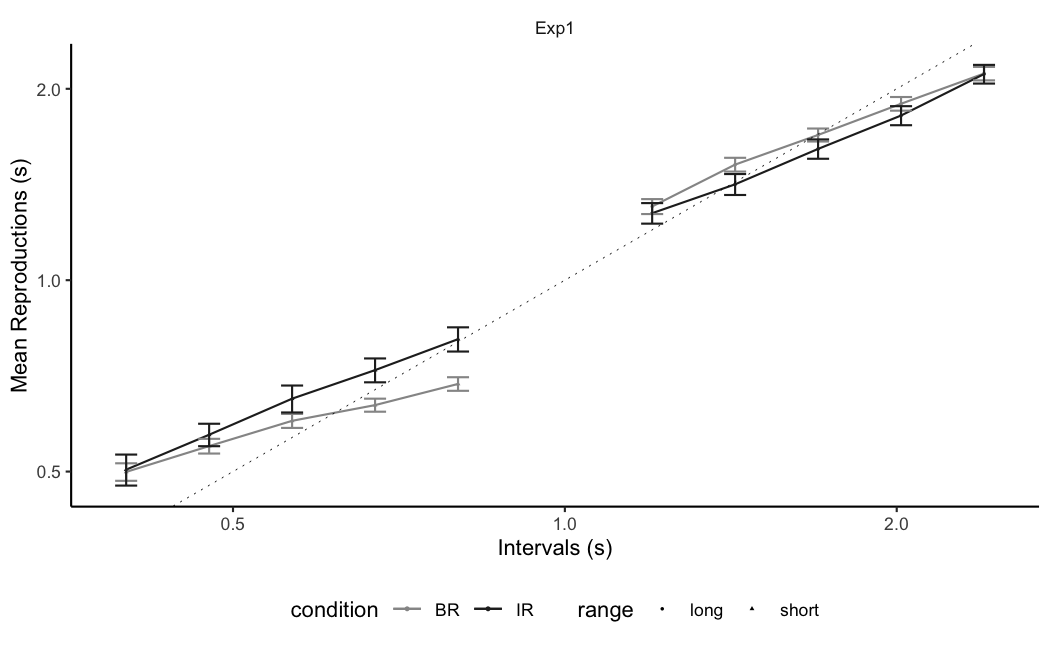 Exp1
2.0
1.0
0.5
Mean Reproductions (s)
0.5 1.0 2.0
Intervals (s)
condition BR IR range long short